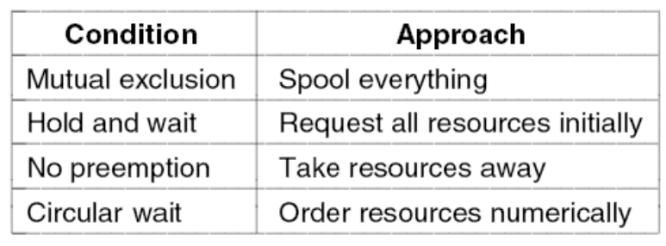 Condition Approach
Mutual exclusion Spool everything
Hold and wait Request all resources initially
No preemption Take resources away
Circular wait Order resources numerically